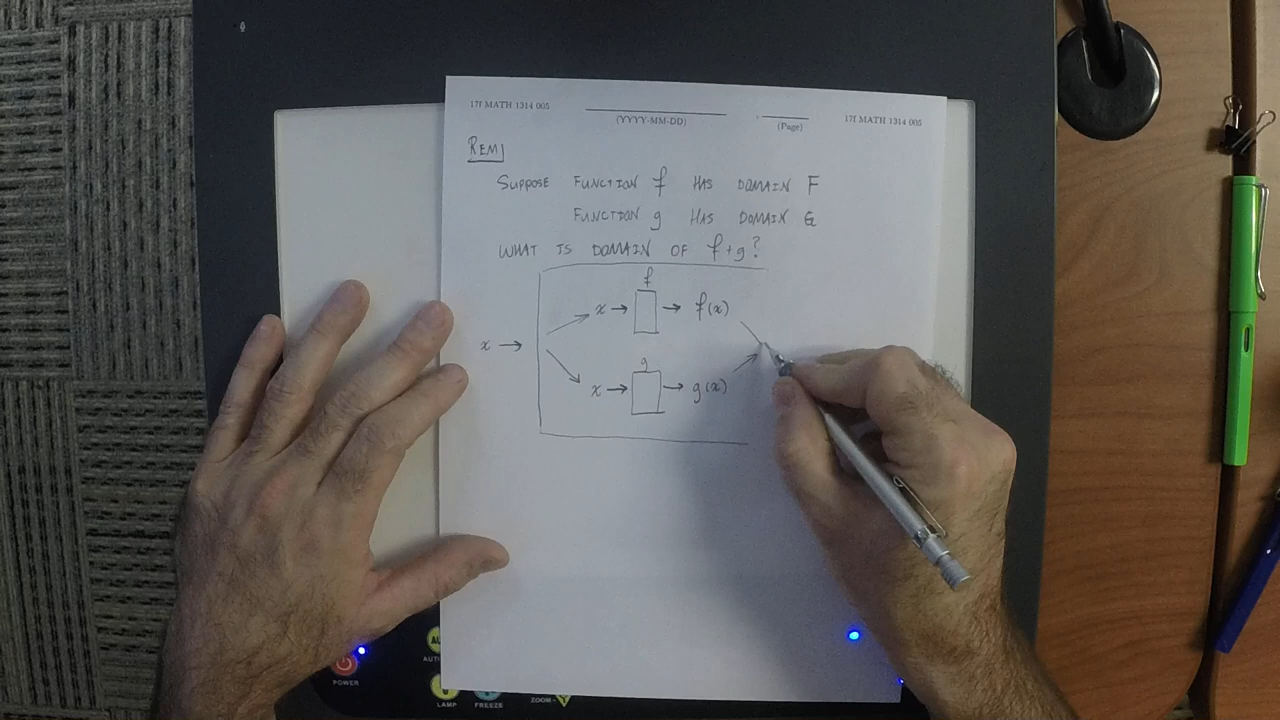 17f MATH 1314 005 (YYYY-MM-DD) - (Page) 17f MATH 1314 005
REM
SUPPOSE FUNCTION f HAS DOMAIN F
FUNCTION g HAS DOMAIN G
WHAT IS DOMAIN OF f+g?
f
x → f(x)
x →
g
x → g(x)
POWER
LAMP
FREEZE
ZOOM -